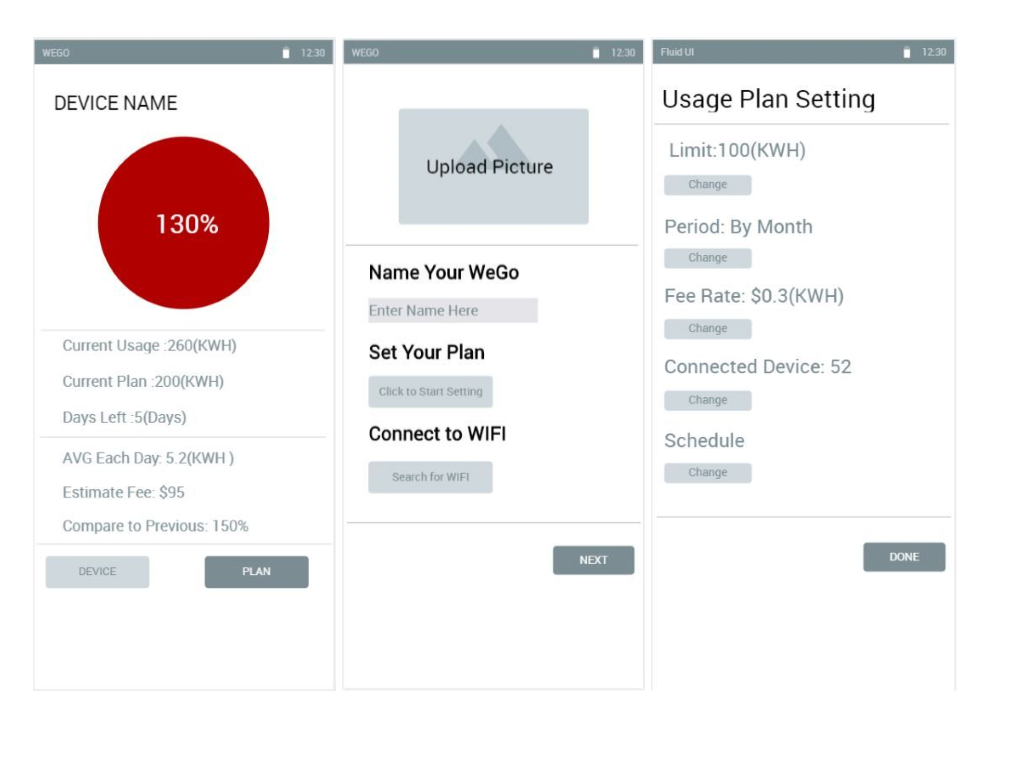 WEGO 12:30
DEVICE NAME
130%
Current Usage :260(KWH)
Current Plan :200(KWH)
Days Left :5(Days)
AVG Each Day: 5.2(KWH )
Estimate Fee: $95
Compare to Previous: 150%
DEVICE PLAN
WEGO 12:30
Upload Picture
Name Your WeGo
Enter Name Here
Set Your Plan
Click to Start Setting
Connect to WIFI
Search for WIFI
NEXT
Fluid UI 12:30
Usage Plan Setting
Limit:100(KWH)
Change
Period: By Month
Change
Fee Rate: $0.3(KWH)
Change
Connected Device: 52
Change
Schedule
Change
DONE